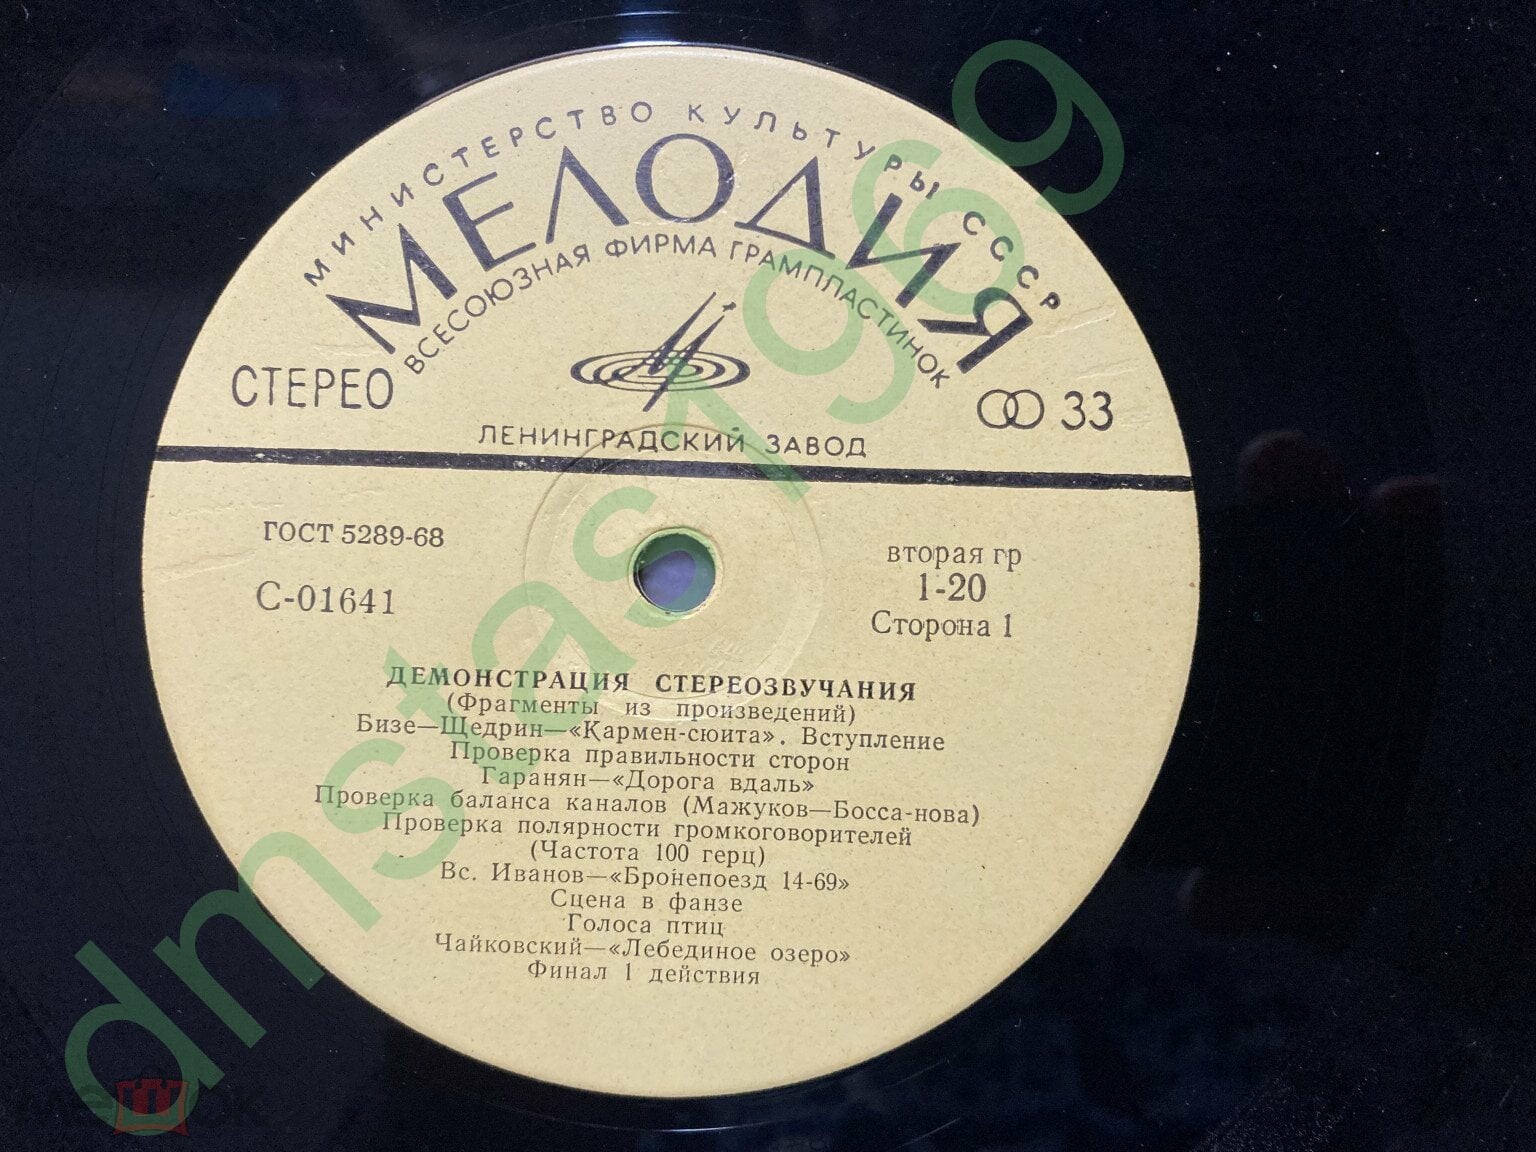 МИНИСТЕРСТВО КУЛЬТУРЫ СССР
МЕЛОДИЯ
ВСЕСОЮЗНАЯ ФИРМА ГРАМПЛАСТИНОК
СТЕРЕО
33
ЛЕНИНГРАДСКИЙ ЗАВОД
ГОСТ 5289-68
С-01641
вторая гр
1-20
Сторона 1
ДЕМОНСТРАЦИЯ СТЕРЕОЗВУЧАНИЯ
(Фрагменты из произведений)
Бизе—Щедрин—«Кармен-сюита». Вступление
Проверка правильности сторон
Гаранян—«Дорога вдаль»
Проверка баланса каналов (Мажуков—Босса-нова)
Проверка полярности громкоговорителей
(Частота 100 герц)
Вс. Иванов—«Бронепоезд 14-69»
Сцена в фанзе
Голоса птиц
Чайковский—«Лебединое озеро»
Финал 1 действия
dmstas1969